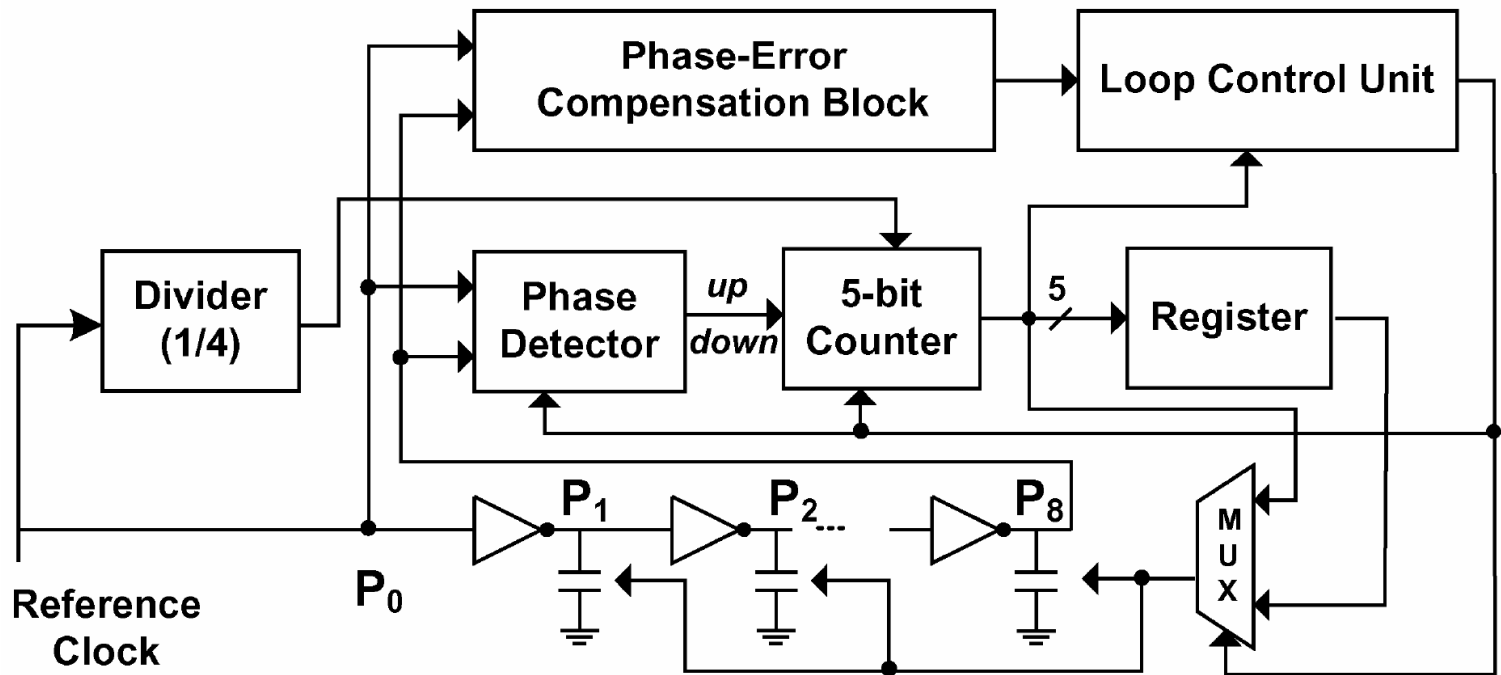 Phase-Error
Compensation Block
Loop Control Unit
Divider
(1/4)
Phase
Detector
up
down
5-bit
Counter
5
Register
P0
P1
P2
P8
MUX
Reference
Clock